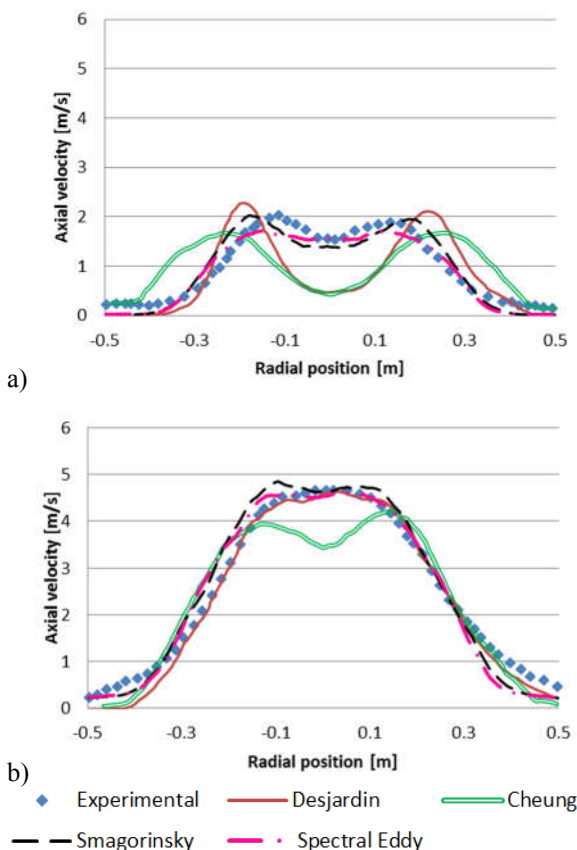 6
5
4
3
2
1
0
Axial velocity [m/s]
-0.5 -0.3 -0.1 0.1 0.3 0.5
Radial position [m]
a)
6
5
4
3
2
1
0
Axial velocity [m/s]
-0.5 -0.3 -0.1 0.1 0.3 0.5
Radial position [m]
b)
Experimental Desjardin Cheung
Smagorinsky Spectral Eddy